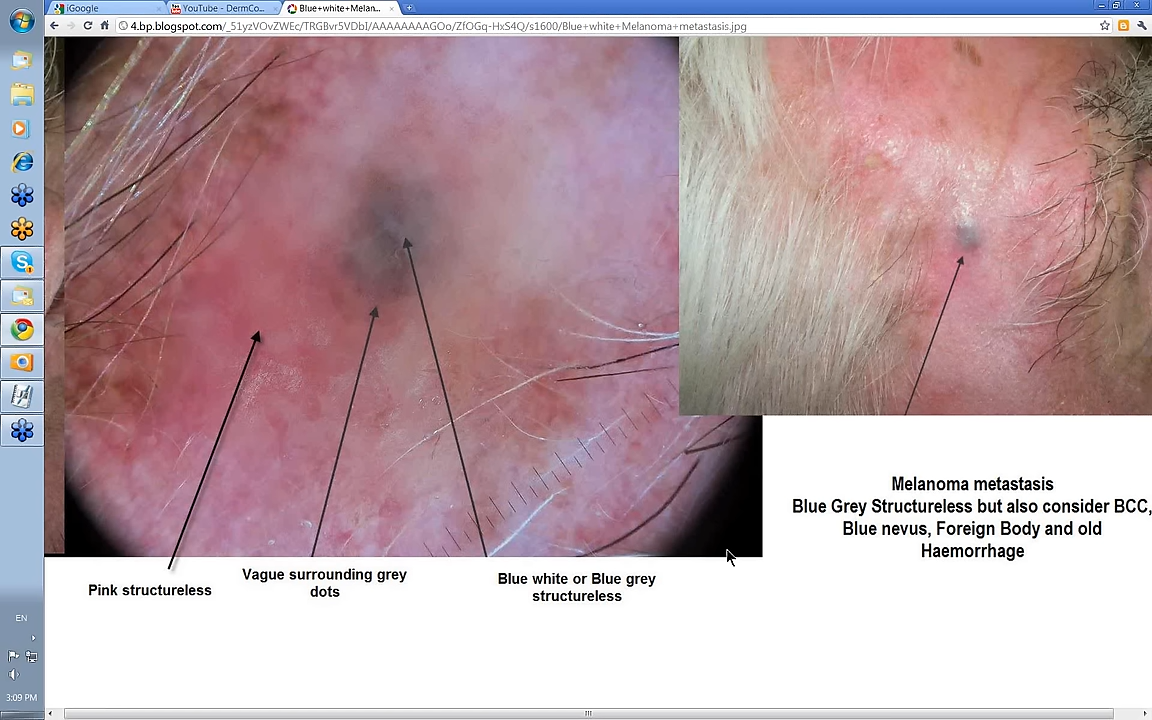 iGoogle
YouTube - DermCo...
Blue+white+Melan...
4.bp.blogspot.com/_51yzVOvZWEc/TRGBvr5VDbI/AAAAAAAAGOo/ZfOGq-HxS4Q/s1600/Blue+white+Melanoma+metastasis.jpg
Melanoma metastasis
Blue Grey Structureless but also consider BCC,
Blue nevus, Foreign Body and old
Haemorrhage
Pink structureless
Vague surrounding grey
dots
Blue white or Blue grey
structureless
EN
3:09 PM